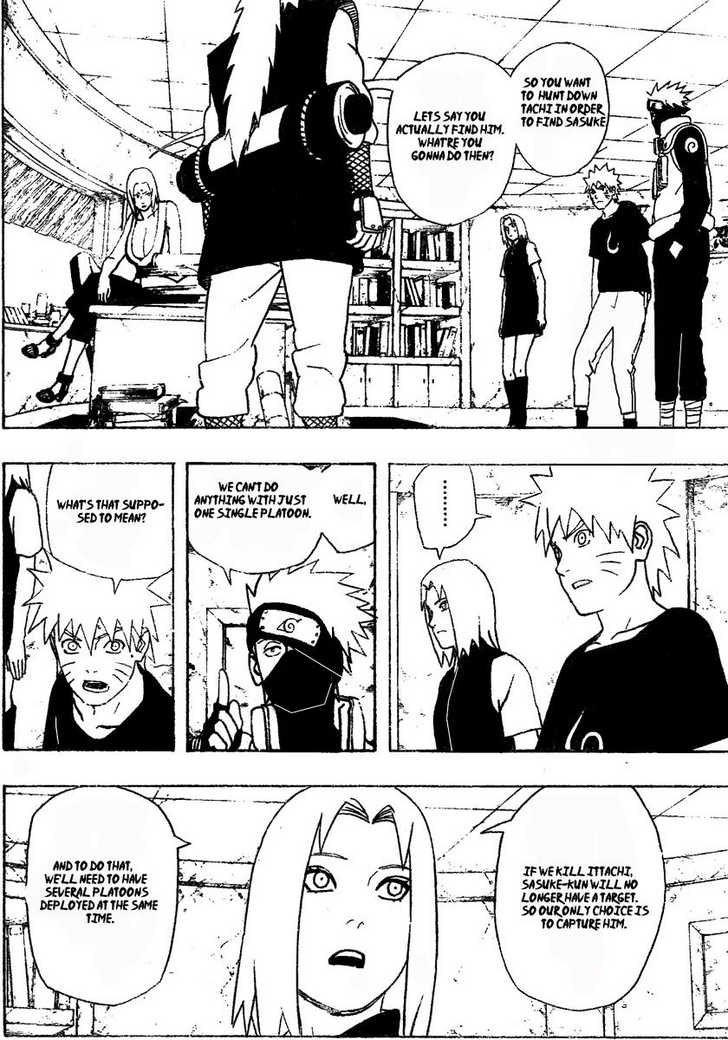 SO YOU WANT
TO HUNT DOWN
TACHI IN ORDER
TO FIND SASUKE
LETS SAY YOU
ACTUALLY FIND HIM.
WHAT'RE YOU
GONNA DO THEN?
........
WELL,
WE CAN'T DO
ANYTHING WITH JUST
ONE SINGLE PLATOON.
WHAT'S THAT SUPPO-
SED TO MEAN?
IF WE KILL ITTACHI,
SASUKE-KUN WILL NO
LONGER HAVE A TARGET.
SO OUR ONLY CHOICE IS
TO CAPTURE HIM.
AND TO DO THAT,
WE'LL NEED TO HAVE
SEVERAL PLATOONS
DEPLOYED AT THE SAME
TIME.